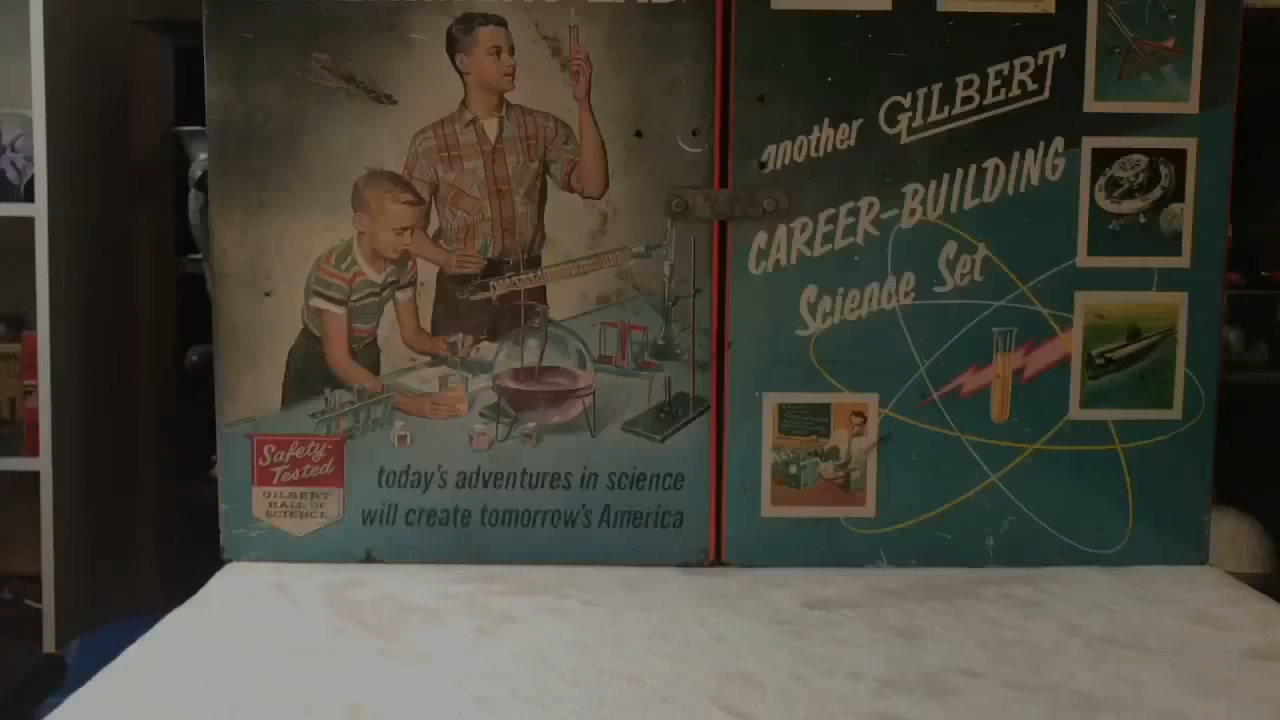 another GILBERT
CAREER-BUILDING
Science Set
Safety-
Tested
GILBERT
HALL OF
SCIENCE
today's adventures in science
will create tomorrow's America